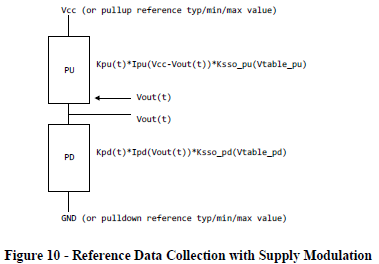 Vcc (or pullup reference typ/min/max value)
PU
Kpu(t)*Ipu(Vcc-Vout(t))*Ksso_pu(Vtable_pu)
Vout(t)
Vout(t)
PD
Kpd(t)*Ipd(Vout(t))*Ksso_pd(Vtable_pd)
GND (or pulldown reference typ/min/max value)
Figure 10 - Reference Data Collection with Supply Modulation